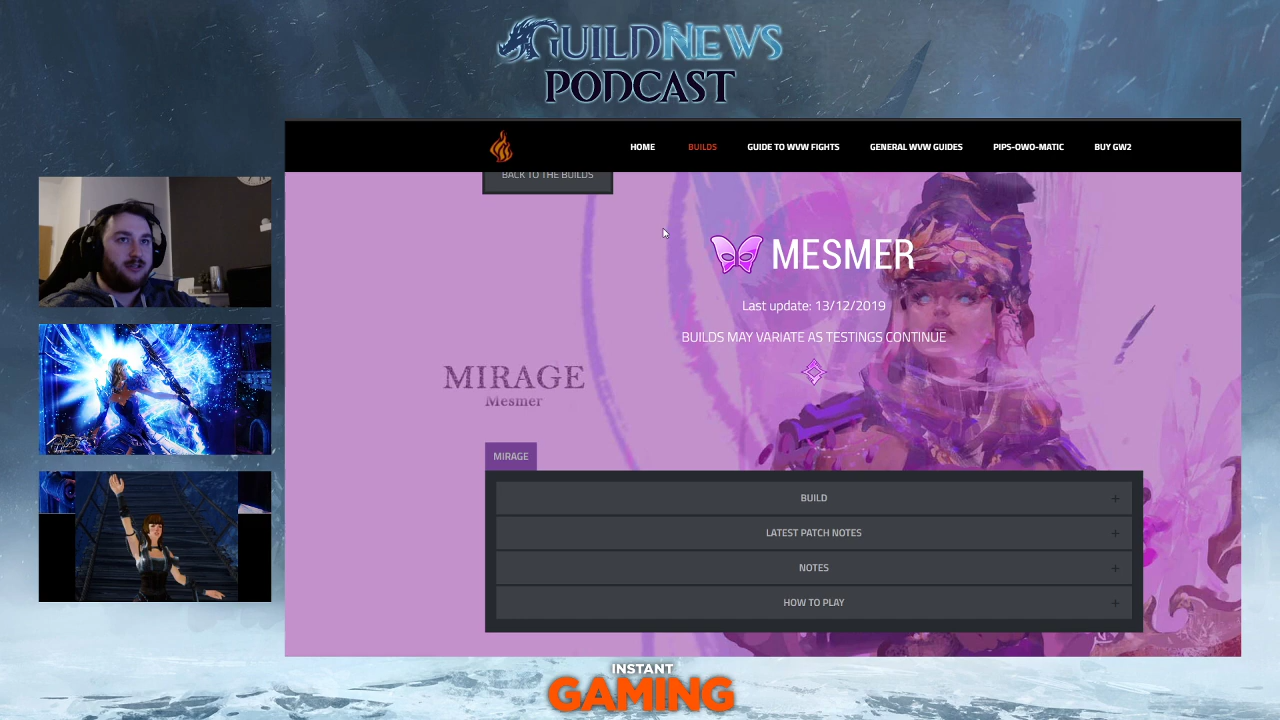 GUILDNEWS
PODCAST
HOME
BUILDS
GUIDE TO WVW FIGHTS
GENERAL WVW GUIDES
PIPS-OWO-MATIC
BUY GW2
BACK TO THE BUILDS
MESMER
Last update: 13/12/2019
BUILDS MAY VARIATE AS TESTINGS CONTINUE
MIRAGE
Mesmer
MIRAGE
BUILD +
LATEST PATCH NOTES +
NOTES +
HOW TO PLAY +
INSTANT
GAMING